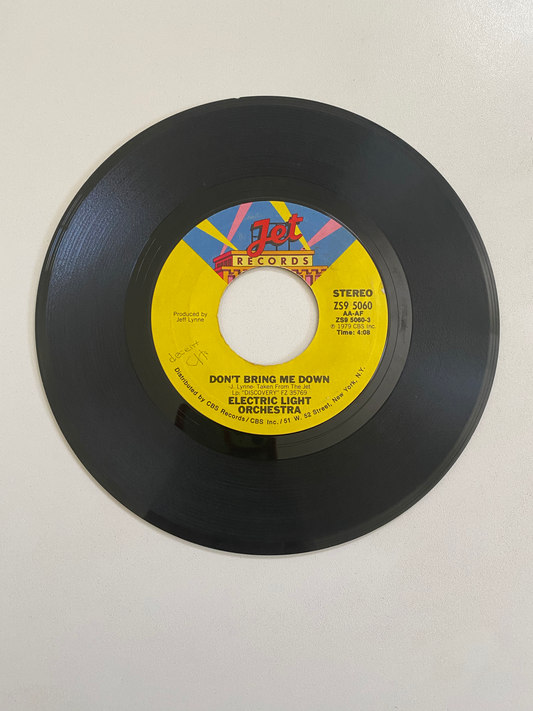 Jet
RECORDS
STEREO
ZS9 5060
AA-AF
ZS9 5060-3
℗ 1979 CBS Inc.
Time: 4:08
Produced by
Jeff Lynne.
DON'T BRING ME DOWN
J. Lynne- Taken From The Jet
Lp: "DiSCOVERY" FZ 35769
ELECTRIC LIGHT
ORCHESTRA
Distributed by CBS Records/CBS Inc./51 W. 52 Street, New York, N.Y.